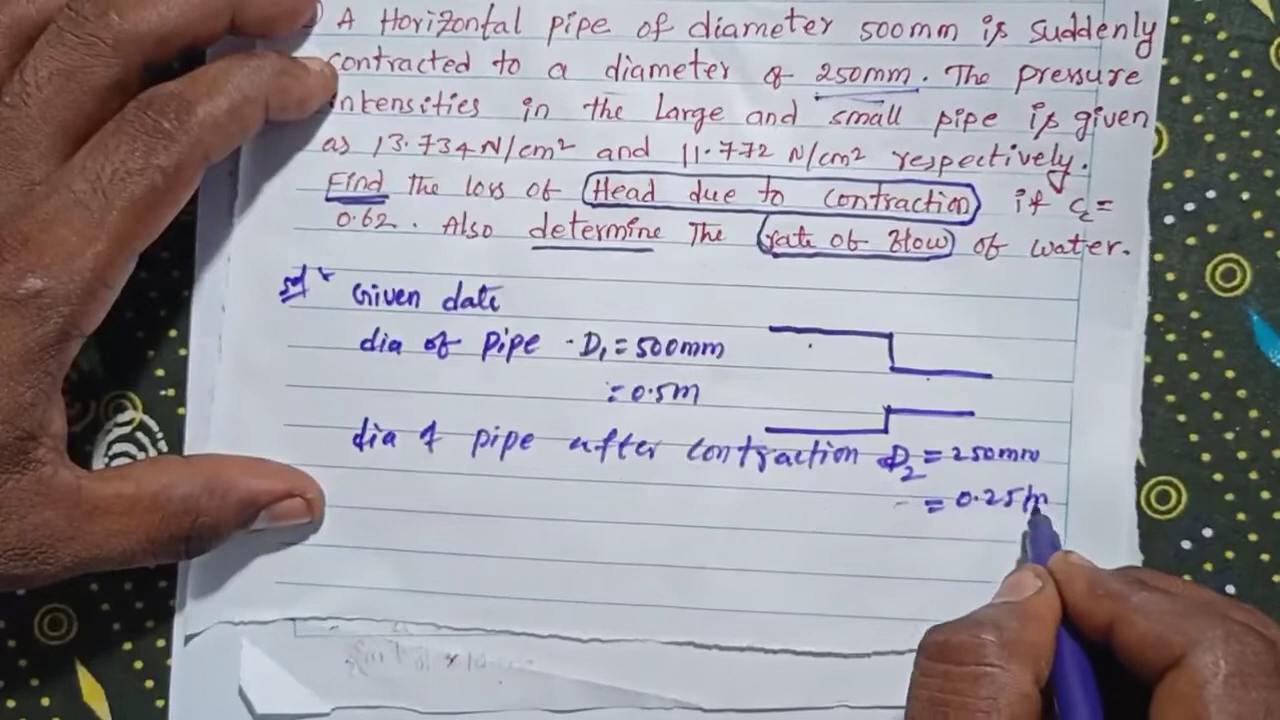 A Horizontal pipe of diameter 500mm is suddenly
contracted to a diameter of 250mm. The pressure
intensities in the large and small pipe is given
as 13.734 N/cm² and 11.772 N/cm² respectively.
Find the loss of Head due to contraction if Cc =
0.62. Also determine the rate of flow of water.
sol Given date
dia of pipe · D₁ = 500mm
= 0.5m
dia of pipe after contraction D₂ = 250mm
= 0.25m